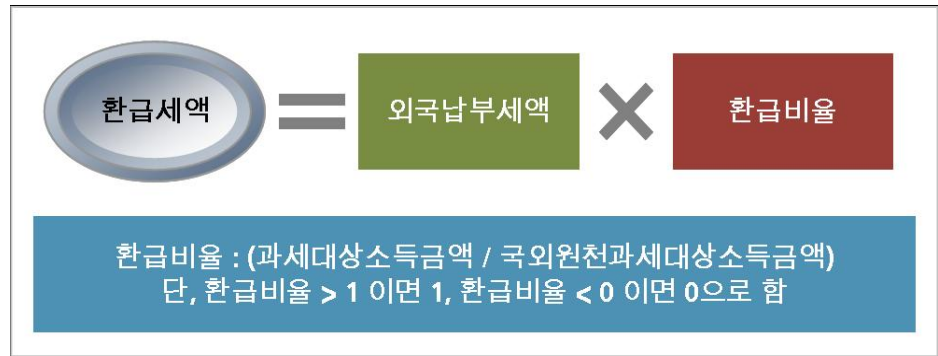 환급세액 = 외국납부세액 × 환급비율
환급비율 : (과세대상소득금액 / 국외원천과세대상소득금액)
단, 환급비율 > 1 이면 1, 환급비율 < 0 이면 0으로 함